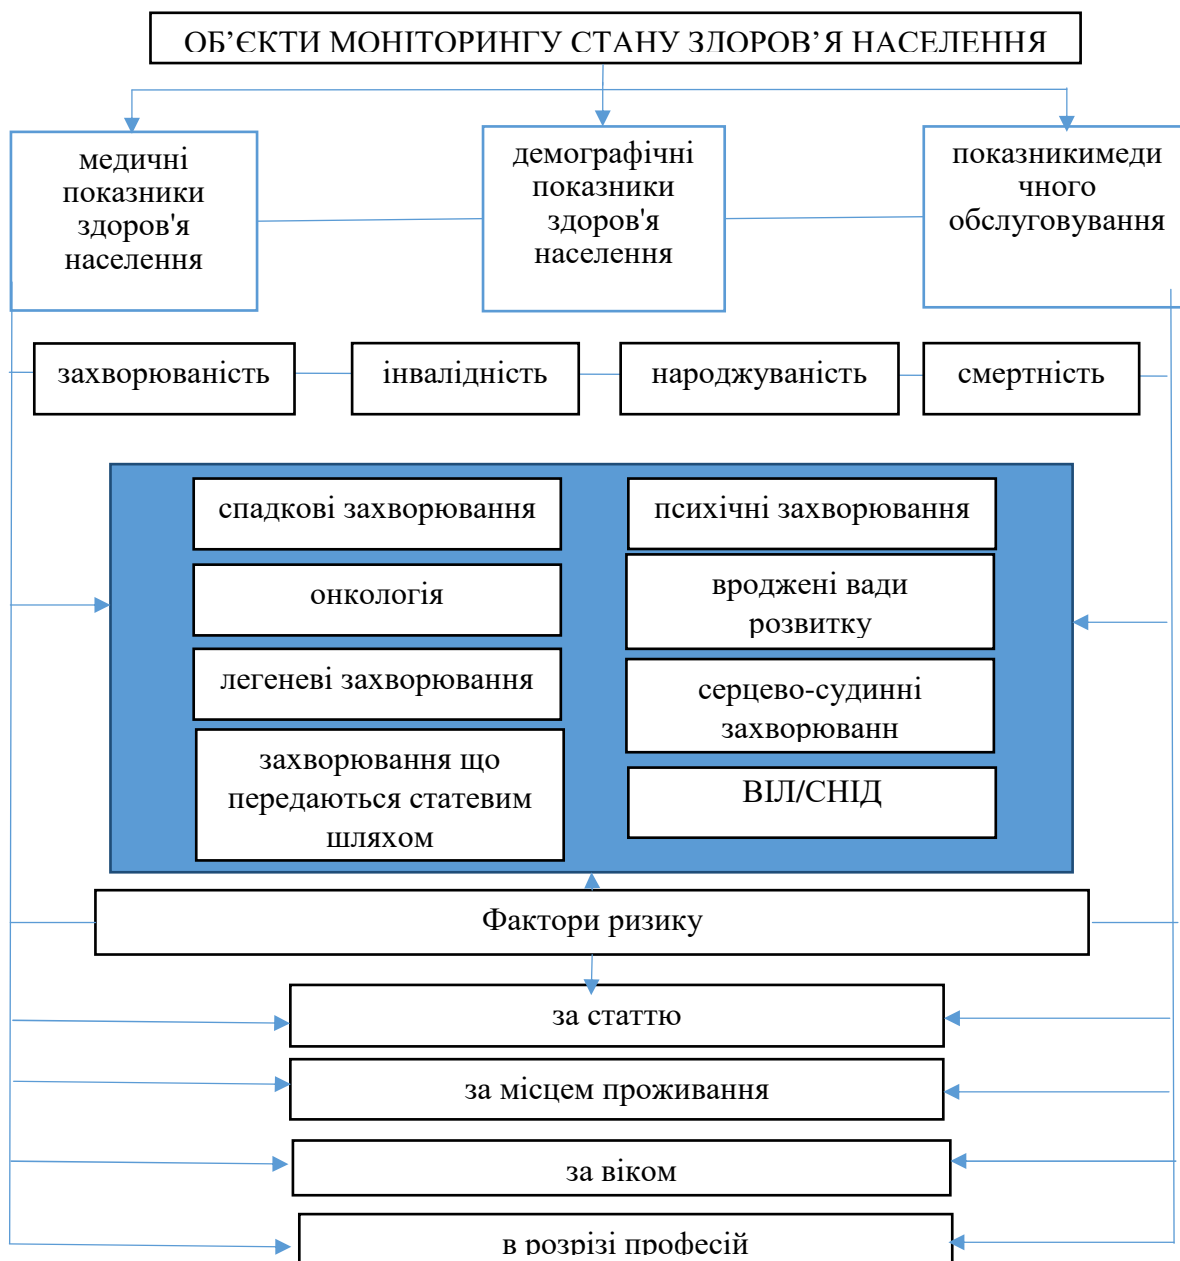 ОБ’ЄКТИ МОНІТОРИНГУ СТАНУ ЗДОРОВ’Я НАСЕЛЕННЯ
медичні
показники
здоров'я
населення
демографічні
показники
здоров'я
населення
показникимеди
чного
обслуговування
захворюваність
інвалідність
народжуваність
смертність
спадкові захворювання
психічні захворювання
онкологія
вроджені вади
розвитку
легеневі захворювання
серцево-судинні
захворюванн
захворювання що
передаються статевим
шляхом
ВІЛ/СНІД
Фактори ризику
за статтю
за місцем проживання
за віком
в розрізі професій